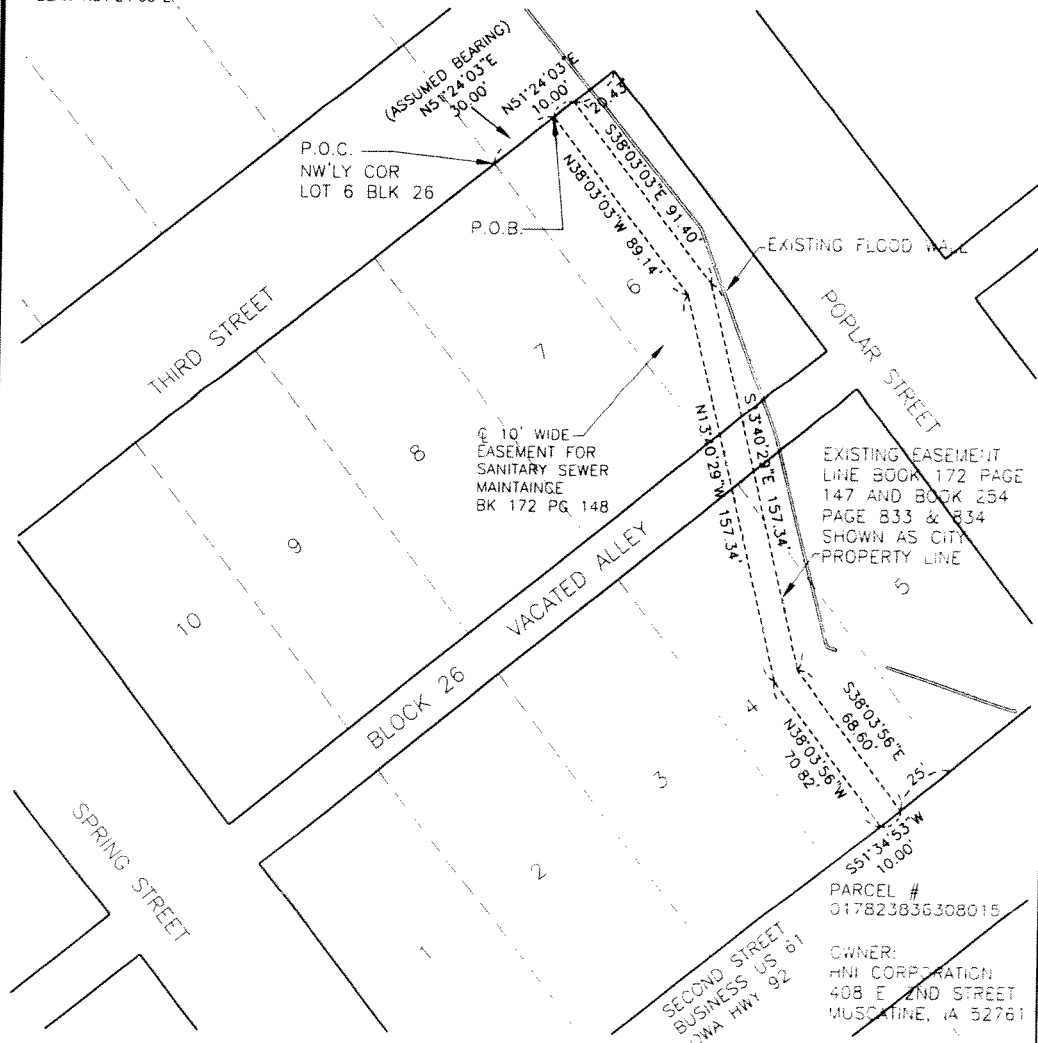 (ASSUMED BEARING)
N51°24'03"E
30.00'
N51°24'03"E
10.00'
20.43'
P.O.C.
NW'LY COR
LOT 6 BLK 26
P.O.B.
S38°03'03"E 91.40'
N38°03'03"W 89.14'
EXISTING FLOOD WALL
POPLAR STREET
THIRD STREET
6
7
8
9
10
℄ 10' WIDE
EASEMENT FOR
SANITARY SEWER
MAINTAINCE
BK 172 PG 148
N13°40'29"W 157.34'
S13°40'29"E 157.34'
EXISTING EASEMENT
LINE BOOK 172 PAGE
147 AND BOOK 254
PAGE 833 & 834
SHOWN AS CITY
PROPERTY LINE
5
BLOCK 26 VACATED ALLEY
4
3
2
1
S38°03'56"E
68.60'
N38°03'56"W
70.82'
25'
S51°34'53"W
10.00'
SPRING STREET
SECOND STREET
BUSINESS US 61
IOWA HWY 92
PARCEL #
OWNER:
HNI CORPORATION
408 E 2ND STREET
MUSCATINE, IA 52761